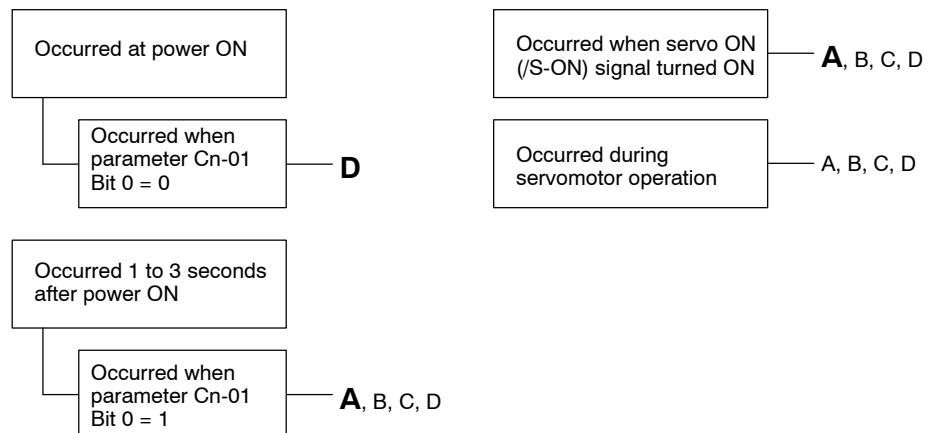 Occurred at power ON
Occurred when
parameter Cn-01
Bit 0 = 0
D
Occurred 1 to 3 seconds
after power ON
Occurred when
parameter Cn-01
Bit 0 = 1
A, B, C, D
Occurred when servo ON
(/S-ON) signal turned ON
A, B, C, D
Occurred during
servomotor operation
A, B, C, D